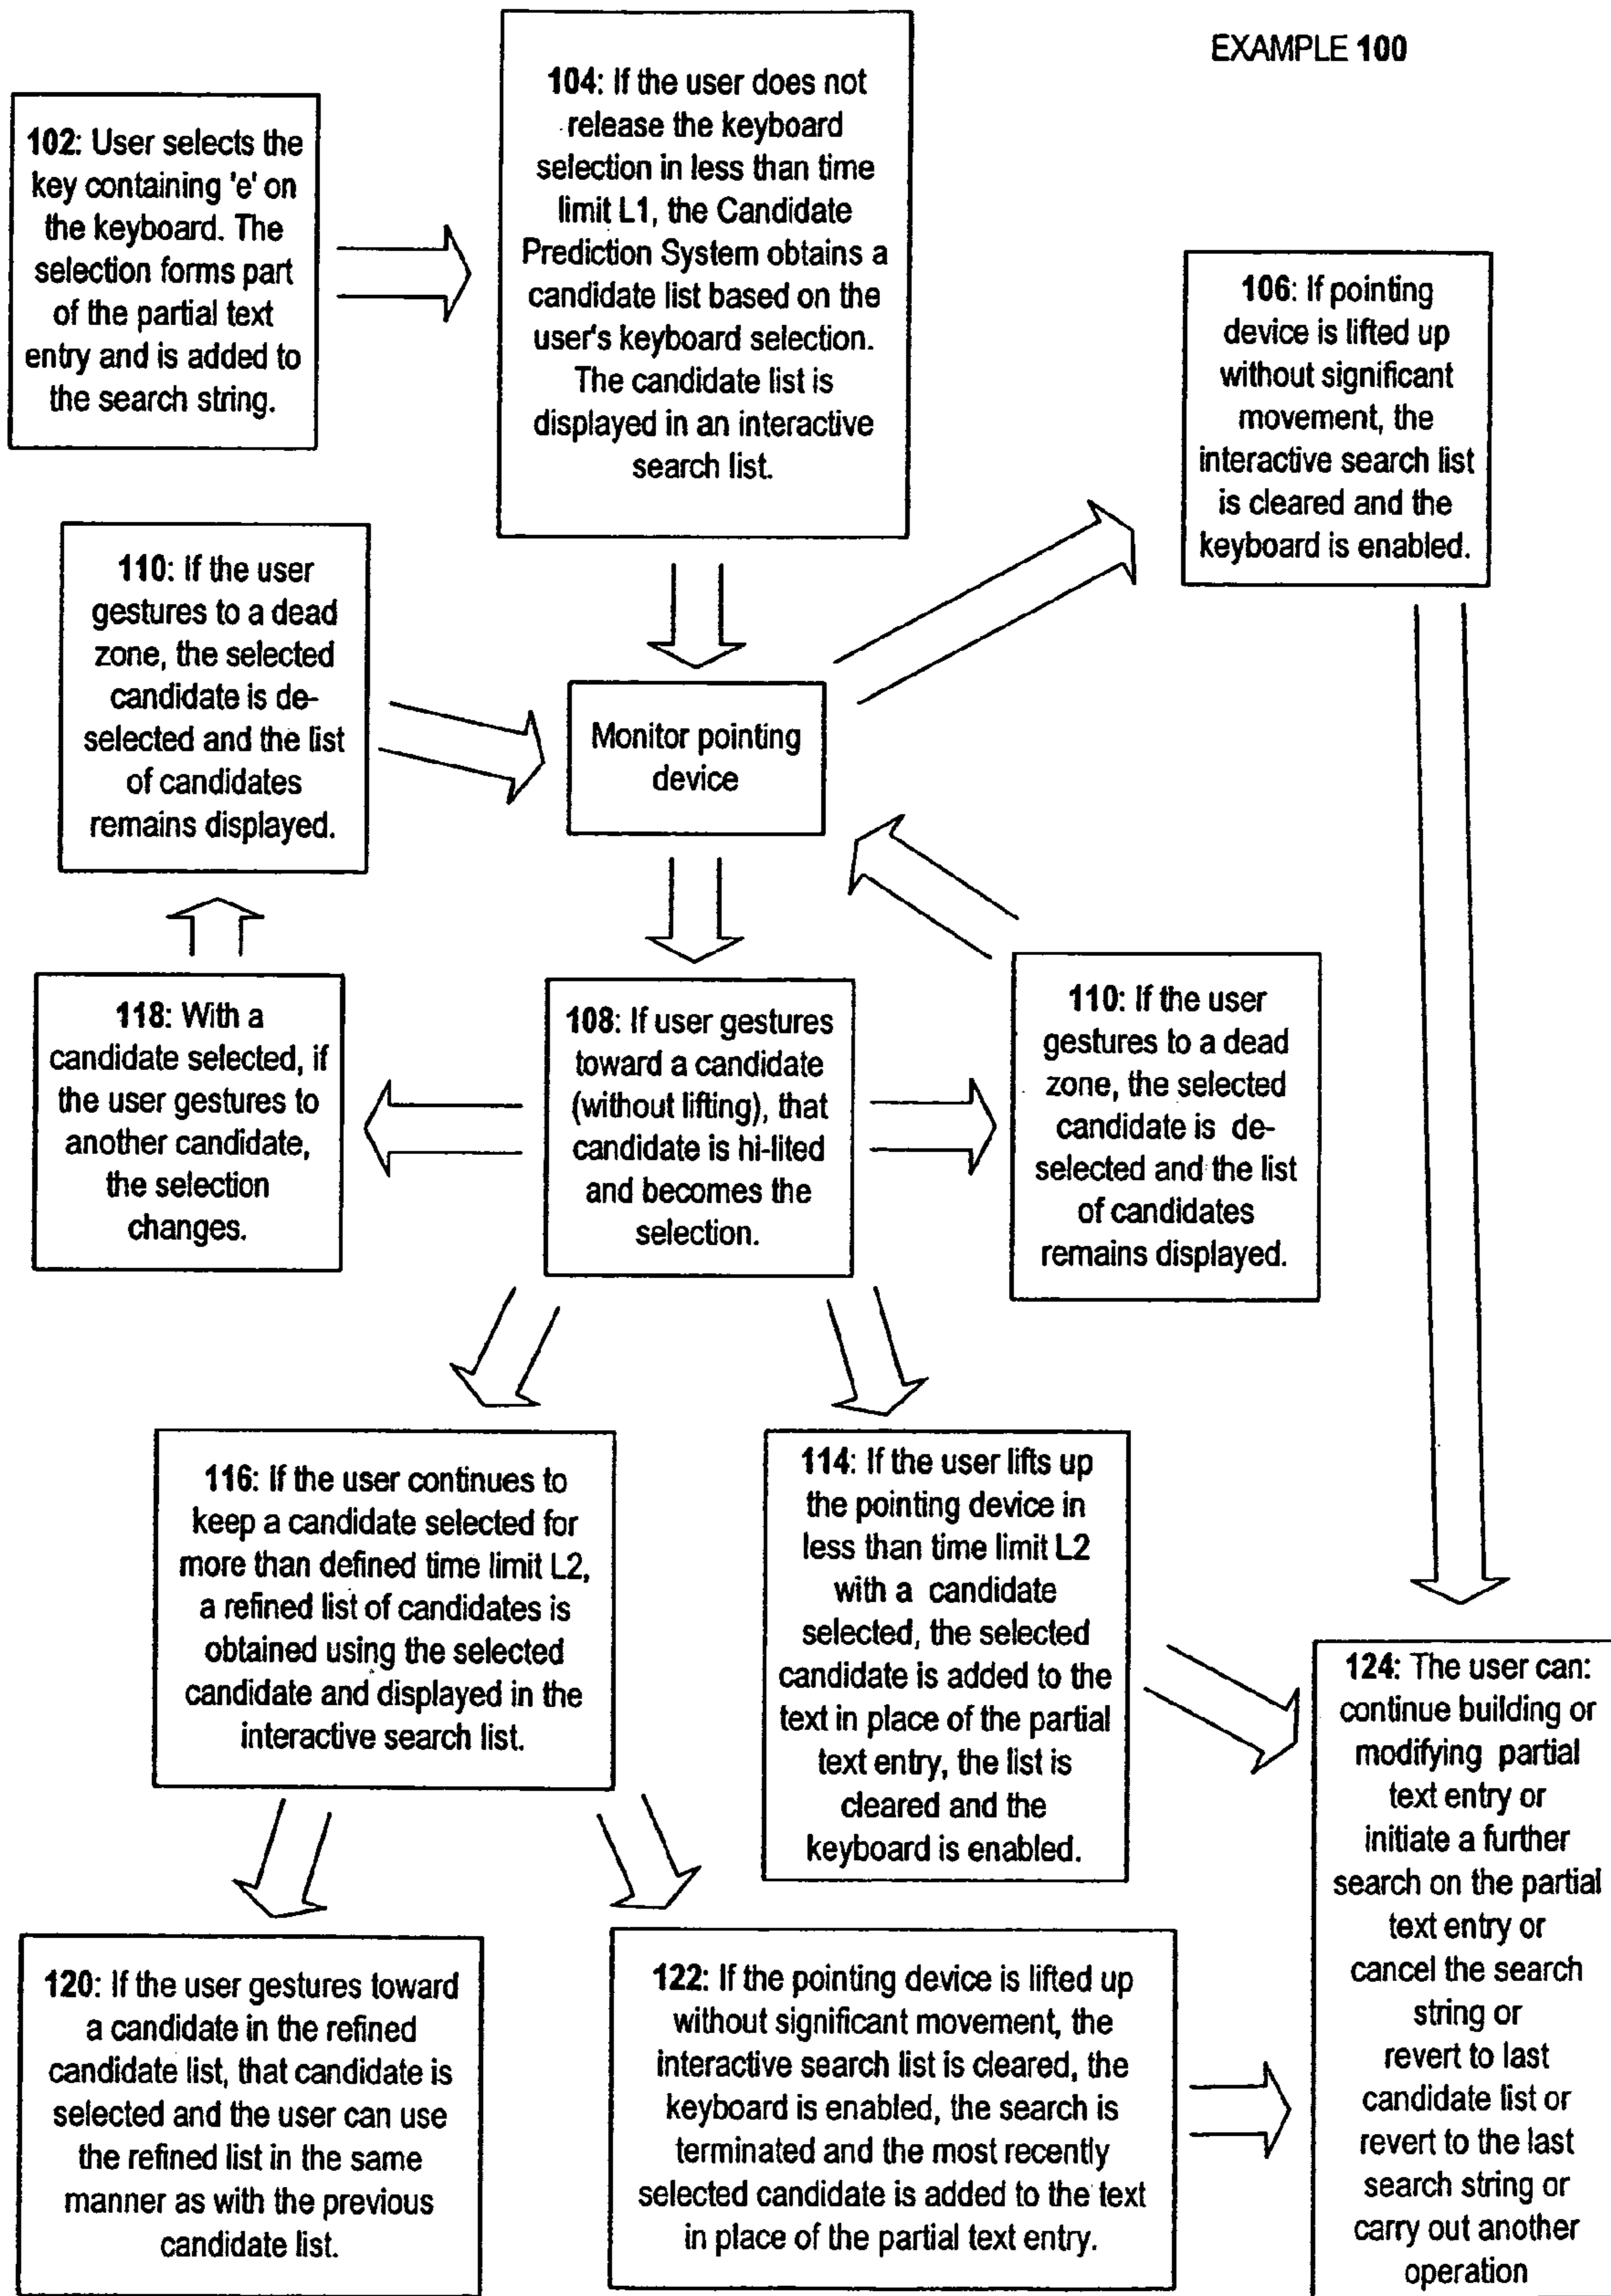 EXAMPLE 100
102: User selects the
key containing 'e' on
the keyboard. The
selection forms part
of the partial text
entry and is added to
the search string.
104: If the user does not
release the keyboard
selection in less than time
limit L1, the Candidate
Prediction System obtains a
candidate list based on the
user's keyboard selection.
The candidate list is
displayed in an interactive
search list.
106: If pointing
device is lifted up
without significant
movement, the
interactive search list
is cleared and the
keyboard is enabled.
110: If the user
gestures to a dead
zone, the selected
candidate is de-
selected and the list
of candidates
remains displayed.
Monitor pointing
device
118: With a
candidate selected, if
the user gestures to
another candidate,
the selection
changes.
108: If user gestures
toward a candidate
(without lifting), that
candidate is hi-lited
and becomes the
selection.
110: If the user
gestures to a dead
zone, the selected
candidate is de-
selected and the list
of candidates
remains displayed.
116: If the user continues to
keep a candidate selected for
more than defined time limit L2,
a refined list of candidates is
obtained using the selected
candidate and displayed in the
interactive search list.
114: If the user lifts up
the pointing device in
less than time limit L2
with a candidate
selected, the selected
candidate is added to the
text in place of the partial
text entry, the list is
cleared and the
keyboard is enabled.
124: The user can:
continue building or
modifying partial
text entry or
initiate a further
search on the partial
text entry or
cancel the search
string or
revert to last
candidate list or
revert to the last
search string or
carry out another
operation
120: If the user gestures toward
a candidate in the refined
candidate list, that candidate is
selected and the user can use
the refined list in the same
manner as with the previous
candidate list.
122: If the pointing device is lifted up
without significant movement, the
interactive search list is cleared, the
keyboard is enabled, the search is
terminated and the most recently
selected candidate is added to the text
in place of the partial text entry.